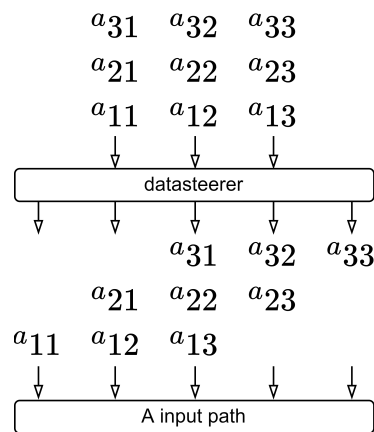 a31 a32 a33
a21 a22 a23
a11 a12 a13
datasteerer
a31 a32 a33
a21 a22 a23
a11 a12 a13
A input path